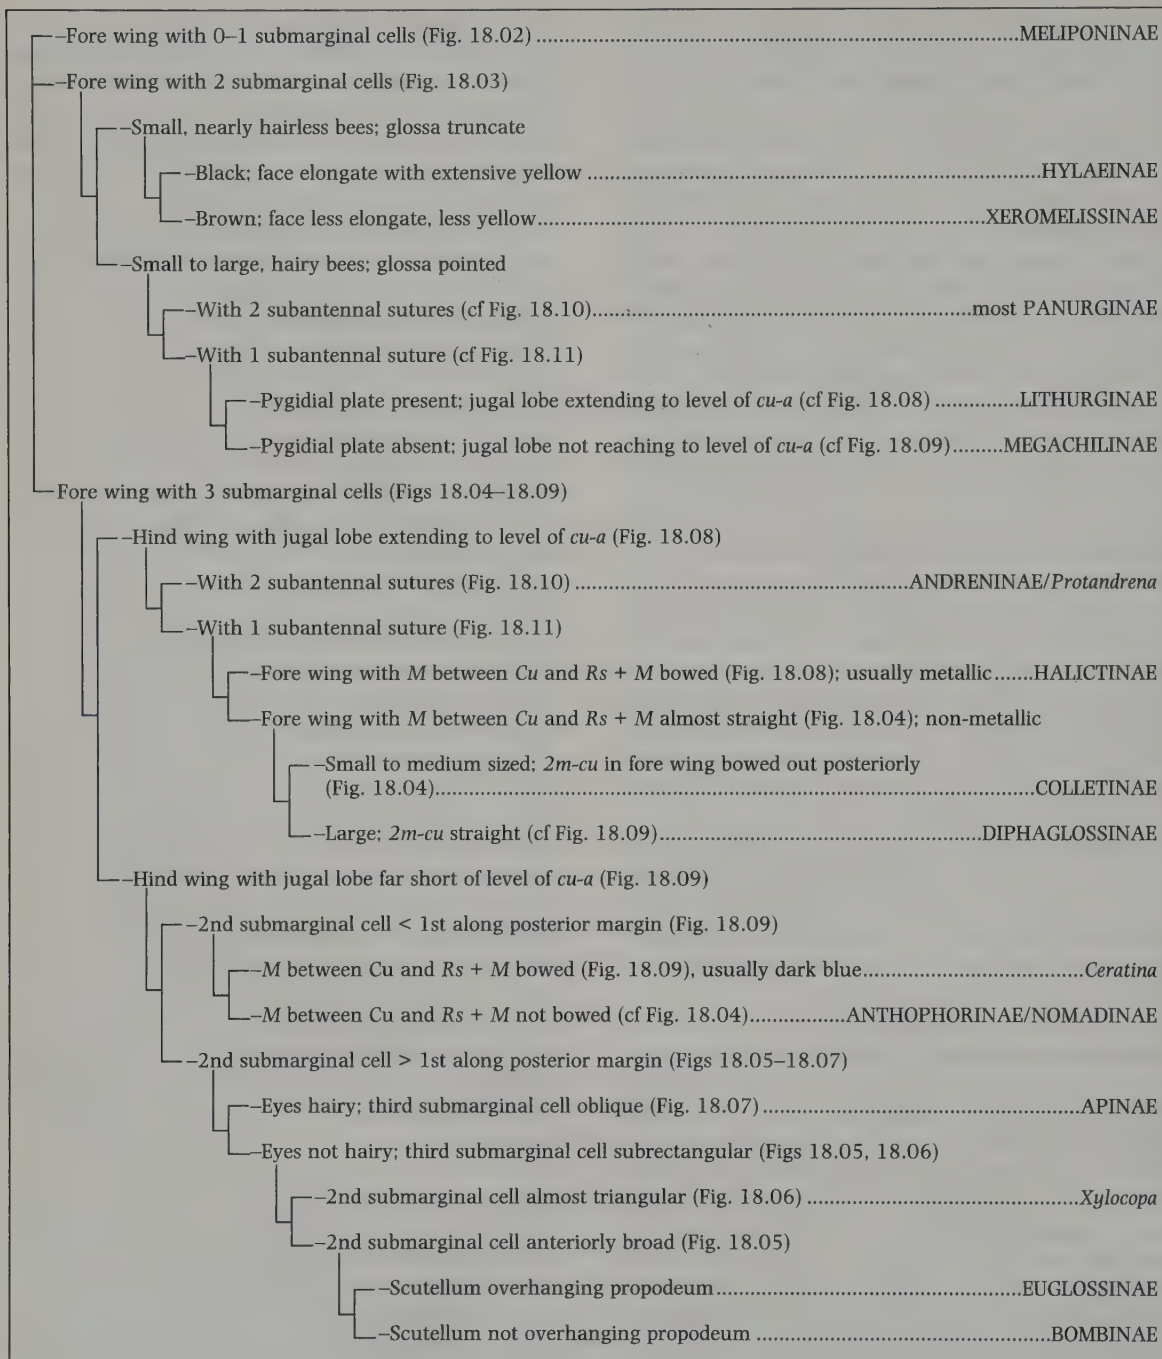 –Fore wing with 0–1 submarginal cells (Fig. 18.02) ........ MELIPONINAE
–Fore wing with 2 submarginal cells (Fig. 18.03)
–Small, nearly hairless bees; glossa truncate
–Black; face elongate with extensive yellow ........ HYLAEINAE
–Brown; face less elongate, less yellow ........ XEROMELISSINAE
–Small to large, hairy bees; glossa pointed
–With 2 subantennal sutures (cf Fig. 18.10) ........ most PANURGINAE
–With 1 subantennal suture (cf Fig. 18.11)
–Pygidial plate present; jugal lobe extending to level of cu-a (cf Fig. 18.08) ........ LITHURGINAE
–Pygidial plate absent; jugal lobe not reaching to level of cu-a (cf Fig. 18.09) ........ MEGACHILINAE
Fore wing with 3 submarginal cells (Figs 18.04–18.09)
–Hind wing with jugal lobe extending to level of cu-a (Fig. 18.08)
–With 2 subantennal sutures (Fig. 18.10) ........ ANDRENINAE/Protandrena
–With 1 subantennal suture (Fig. 18.11)
–Fore wing with M between Cu and Rs + M bowed (Fig. 18.08); usually metallic ....... HALICTINAE
–Fore wing with M between Cu and Rs + M almost straight (Fig. 18.04); non-metallic
–Small to medium sized; 2m-cu in fore wing bowed out posteriorly
(Fig. 18.04) ........ COLLETINAE
–Large; 2m-cu straight (cf Fig. 18.09) ........ DIPHAGLOSSINAE
–Hind wing with jugal lobe far short of level of cu-a (Fig. 18.09)
–2nd submarginal cell < 1st along posterior margin (Fig. 18.09)
–M between Cu and Rs + M bowed (Fig. 18.09), usually dark blue ........ Ceratina
–M between Cu and Rs + M not bowed (cf Fig. 18.04) ........ ANTHOPHORINAE/NOMADINAE
–2nd submarginal cell > 1st along posterior margin (Figs 18.05–18.07)
–Eyes hairy; third submarginal cell oblique (Fig. 18.07) ........ APINAE
–Eyes not hairy; third submarginal cell subrectangular (Figs 18.05, 18.06)
–2nd submarginal cell almost triangular (Fig. 18.06) ........ Xylocopa
–2nd submarginal cell anteriorly broad (Fig. 18.05)
–Scutellum overhanging propodeum ........ EUGLOSSINAE
–Scutellum not overhanging propodeum ........ BOMBINAE